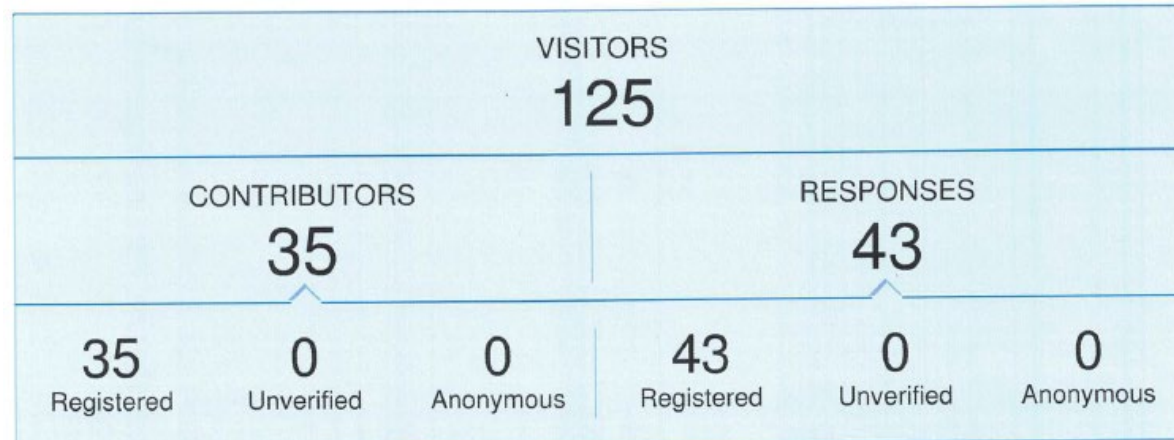 VISITORS
125
CONTRIBUTORS
35
RESPONSES
43
35
Registered
0
Unverified
0
Anonymous
43
Registered
0
Unverified
0
Anonymous